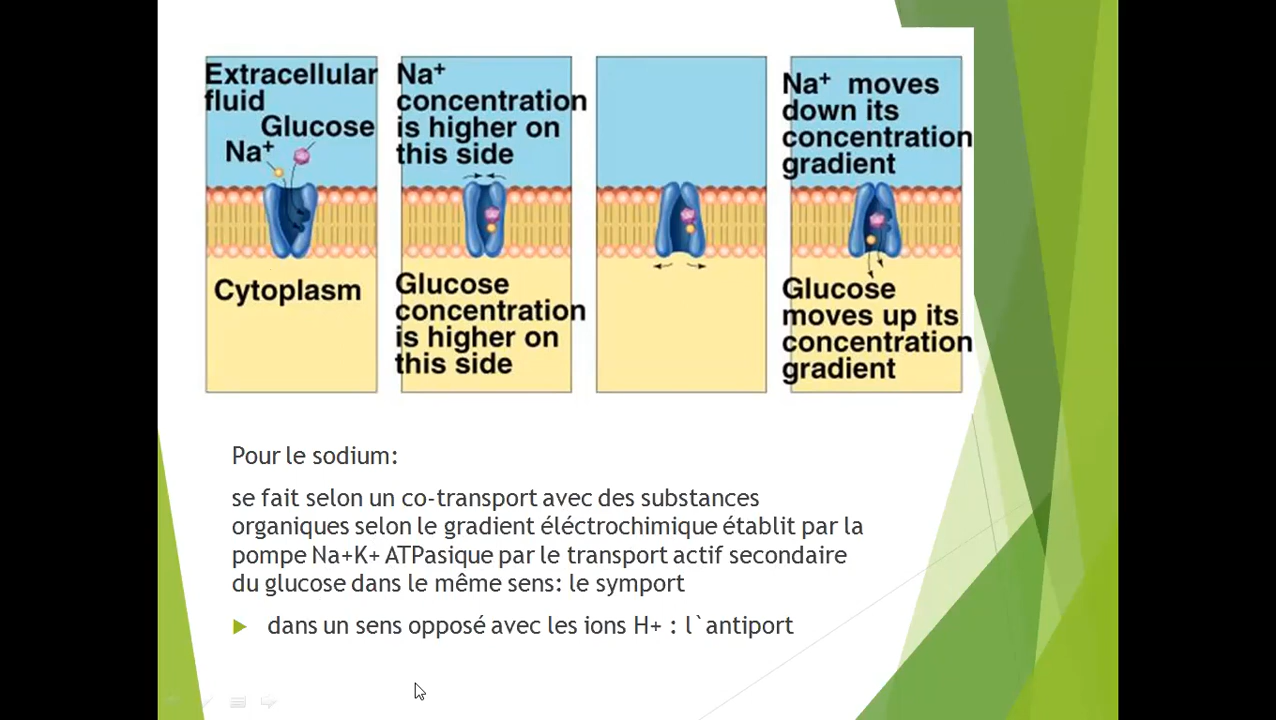 Extracellular
fluid
Glucose
Na+
Cytoplasm
Na+
concentration
is higher on
this side
Glucose
concentration
is higher on
this side
Na+ moves
down its
concentration
gradient
Glucose
moves up its
concentration
gradient
Pour le sodium:
se fait selon un co-transport avec des substances
organiques selon le gradient éléctrochimique établit par la
pompe Na+K+ ATPasique par le transport actif secondaire
du glucose dans le même sens: le symport
dans un sens opposé avec les ions H+ : l`antiport